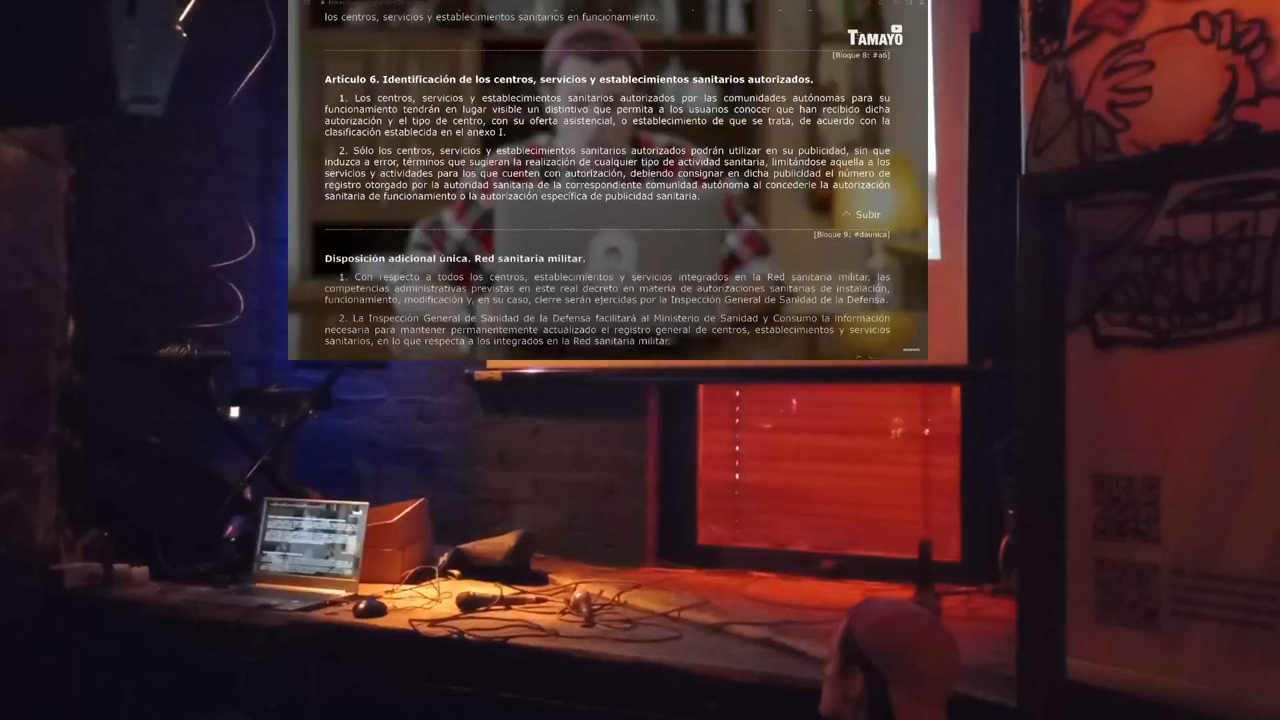 los centros, servicios y establecimientos sanitarios en funcionamiento.
TAMAYO
[Bloque 8: #a6]
Artículo 6. Identificación de los centros, servicios y establecimientos sanitarios autorizados.
1. Los centros, servicios y establecimientos sanitarios autorizados por las comunidades autónomas para su
funcionamiento tendrán en lugar visible un distintivo que permita a los usuarios conocer que han recibido dicha
autorización y el tipo de centro, con su oferta asistencial, o establecimiento de que se trata, de acuerdo con la
clasificación establecida en el anexo I.
2. Sólo los centros, servicios y establecimientos sanitarios autorizados podrán utilizar en su publicidad, sin que
induzca a error, términos que sugieran la realización de cualquier tipo de actividad sanitaria, limitándose aquella a los
servicios y actividades para los que cuenten con autorización, debiendo consignar en dicha publicidad el número de
registro otorgado por la autoridad sanitaria de la correspondiente comunidad autónoma al concederle la autorización
sanitaria de funcionamiento o la autorización específica de publicidad sanitaria.
Subir
[Bloque 9: #daunica]
Disposición adicional única. Red sanitaria militar.
1. Con respecto a todos los centros, establecimientos y servicios integrados en la Red sanitaria militar, las
competencias administrativas previstas en este real decreto en materia de autorizaciones sanitarias de instalación,
funcionamiento, modificación y, en su caso, cierre serán ejercidas por la Inspección General de Sanidad de la Defensa.
2. La Inspección General de Sanidad de la Defensa facilitará al Ministerio de Sanidad y Consumo la información
necesaria para mantener permanentemente actualizado el registro general de centros, establecimientos y servicios
sanitarios, en lo que respecta a los integrados en la Red sanitaria militar.